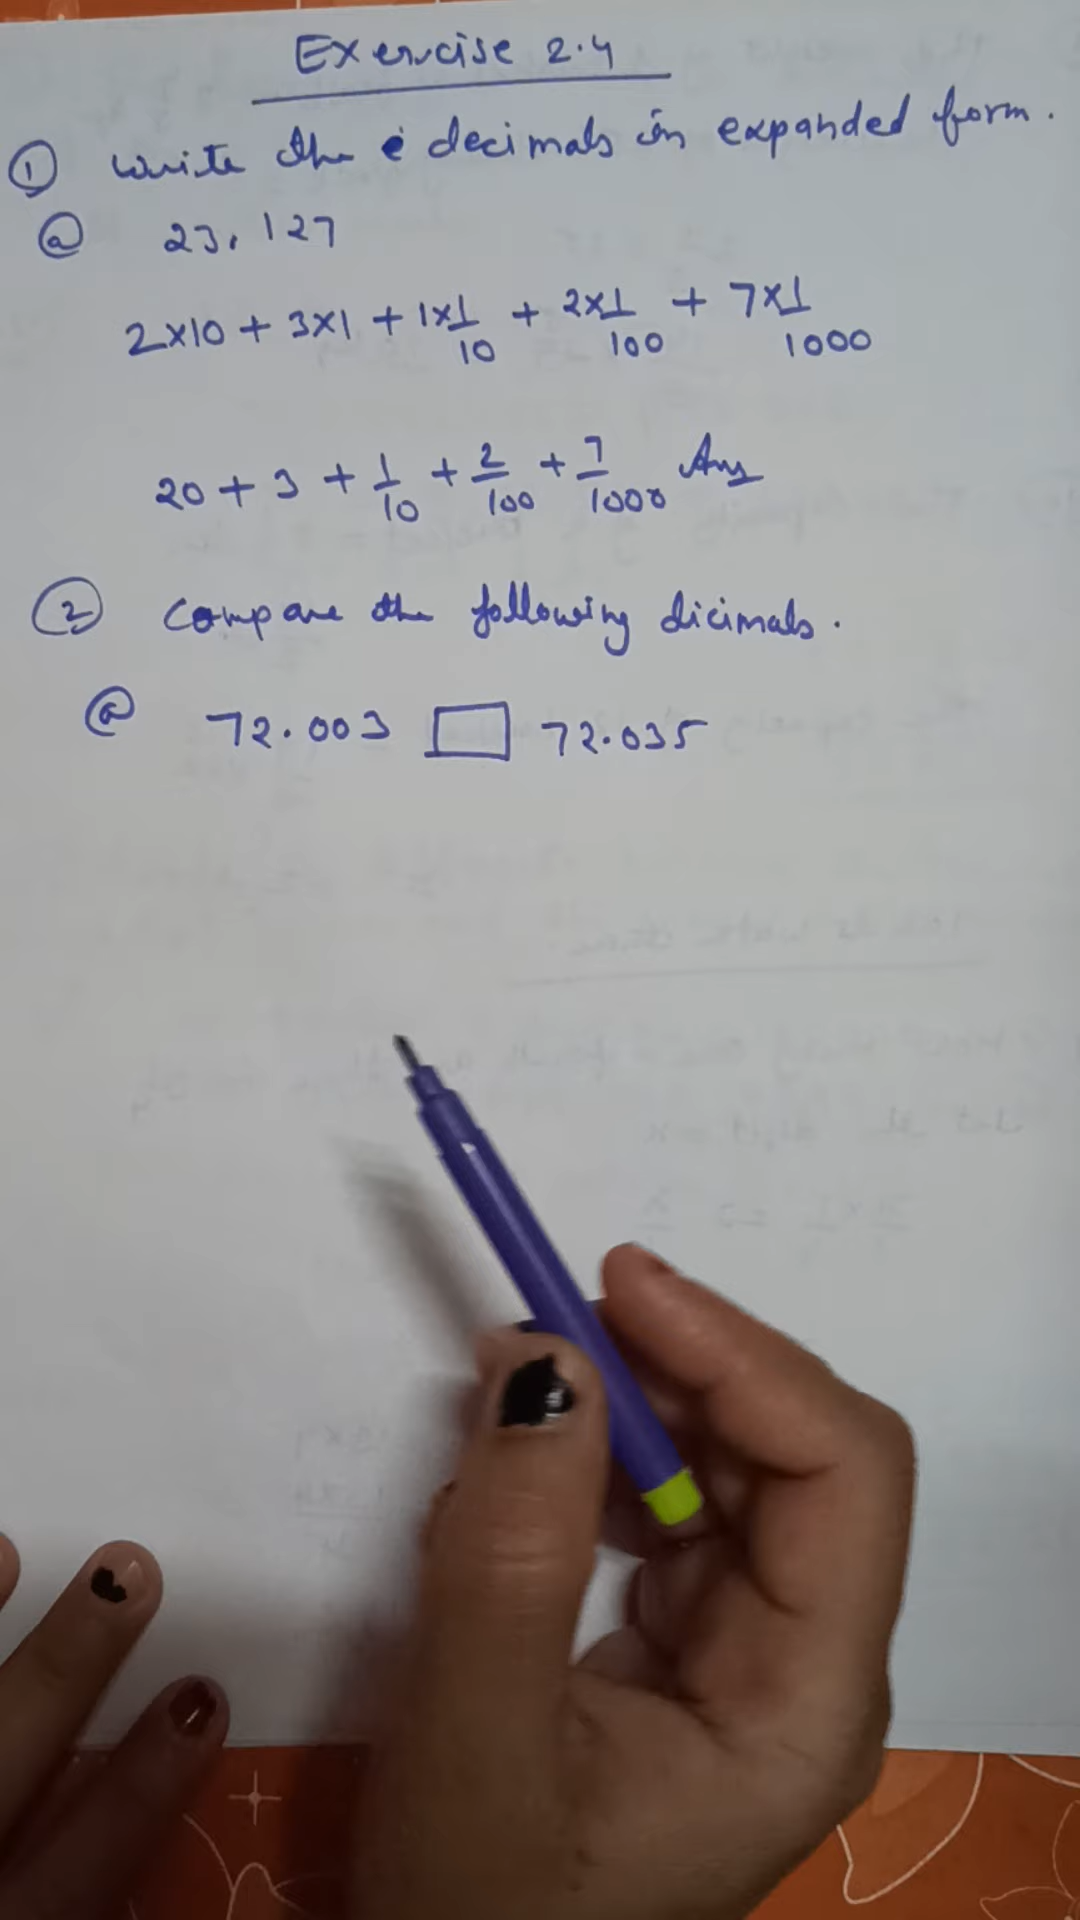 Exercise 2.4
① Write the e decimals in expanded form.
ⓐ 23.127
2×10 + 3×1 + 1×1/10 + 2×1/100 + 7×1/1000
20 + 3 + 1/10 + 2/100 + 7/1000 Ans
② Compare the following dicimals.
ⓐ 72.003 □ 72.035